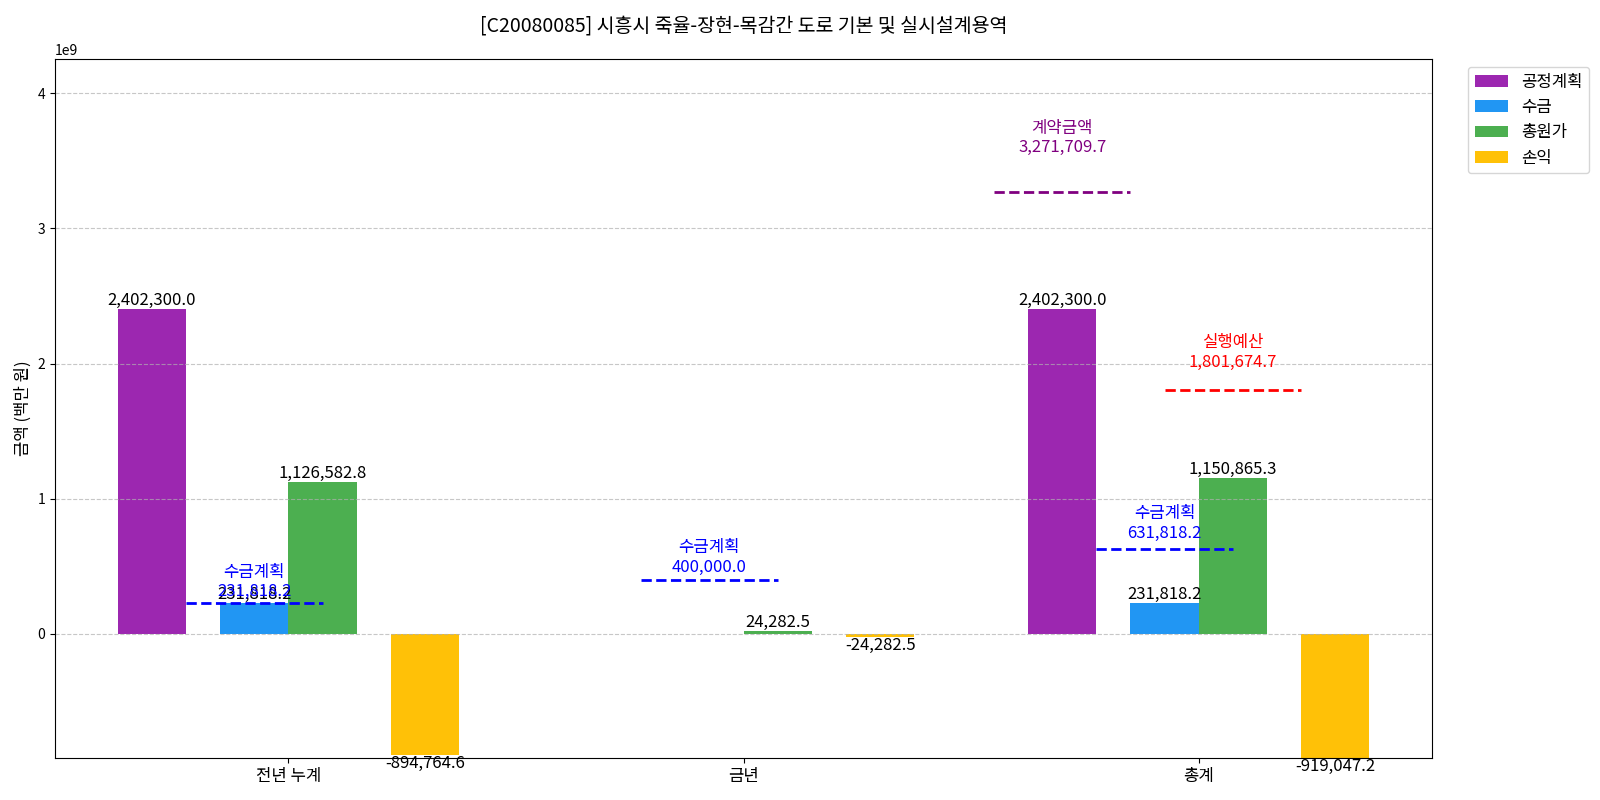 [C20080085] 시흥시 죽율-장현-목감간 도로 기본 및 실시설계용역
1e9
공정계획
수금
총원가
손익
금액 (백만 원)
4
3
2
1
0
계약금액
3,271,709.7
2,402,300.0
2,402,300.0
실행예산
1,801,674.7
1,126,582.8
1,150,865.3
수금계획
631,818.2
수금계획
400,000.0
수금계획
231,818.2
231,818.2
231,818.2
24,282.5
-24,282.5
-894,764.6
-919,047.2
전년 누계
금년
총계